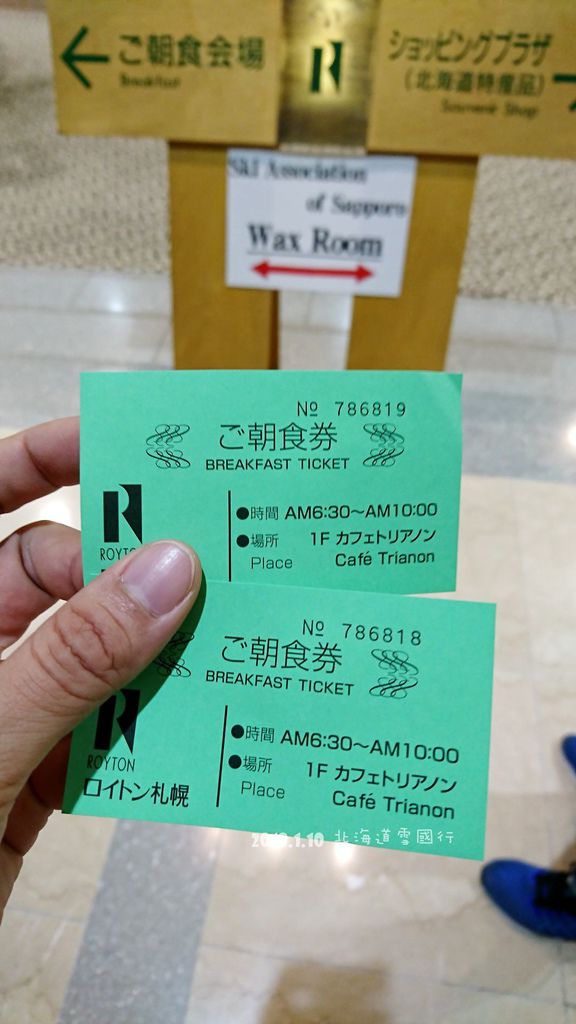 ご朝食会場
Breakfast
R
ショッピングプラザ
(北海道特産品)
Souvenir Shop
Ski Association
of Sapporo
Wax Room
№ 786819
ご朝食券
BREAKFAST TICKET
●時間 AM6:30〜AM10:00
●場所 1F カフェトリアノン
Place Café Trianon
R
№ 786818
ご朝食券
BREAKFAST TICKET
●時間 AM6:30〜AM10:00
●場所 1F カフェトリアノン
Place Café Trianon
R
ROYTON
ロイトン札幌
北海道雪國行